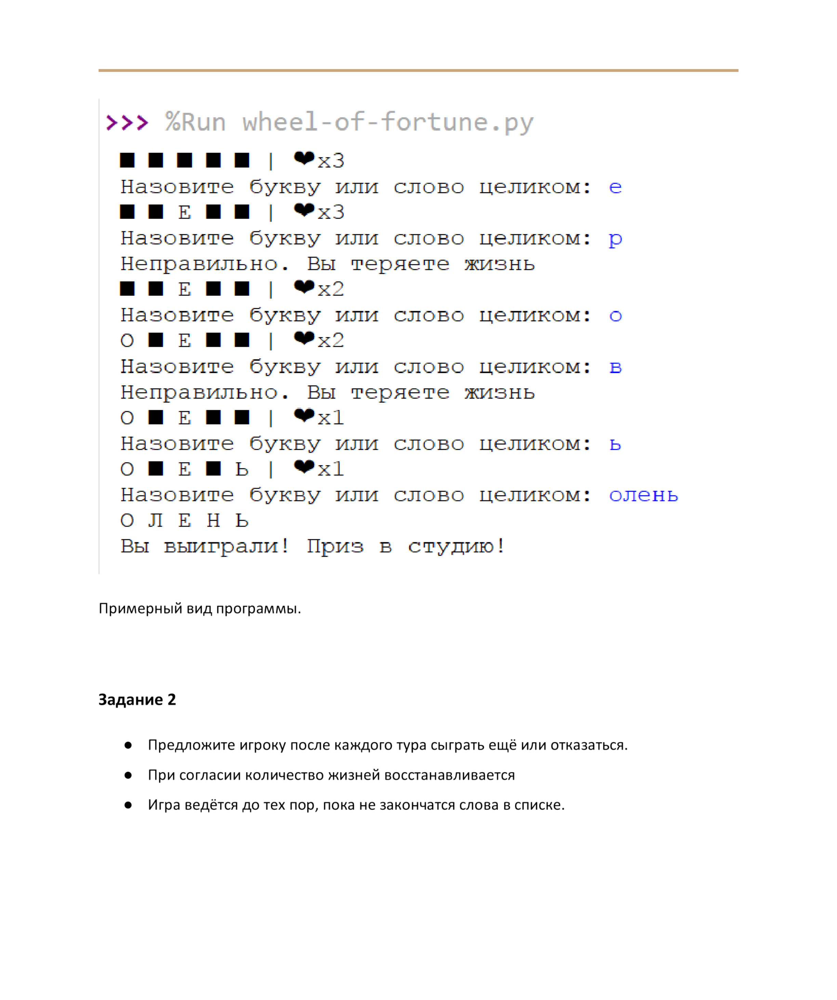 >>> %Run wheel-of-fortune.py
■ ■ ■ ■ ■ | ❤x3
Назовите букву или слово целиком: е
■ ■ Е ■ ■ | ❤x3
Назовите букву или слово целиком: р
Неправильно. Вы теряете жизнь
■ ■ Е ■ ■ | ❤x2
Назовите букву или слово целиком: о
О ■ Е ■ ■ | ❤x2
Назовите букву или слово целиком: в
Неправильно. Вы теряете жизнь
О ■ Е ■ ■ | ❤x1
Назовите букву или слово целиком: ь
О ■ Е ■ Ь | ❤x1
Назовите букву или слово целиком: олень
О Л Е Н Ь
Вы выиграли! Приз в студию!
Примерный вид программы.
Задание 2
● Предложите игроку после каждого тура сыграть ещё или отказаться.
● При согласии количество жизней восстанавливается
● Игра ведётся до тех пор, пока не закончатся слова в списке.